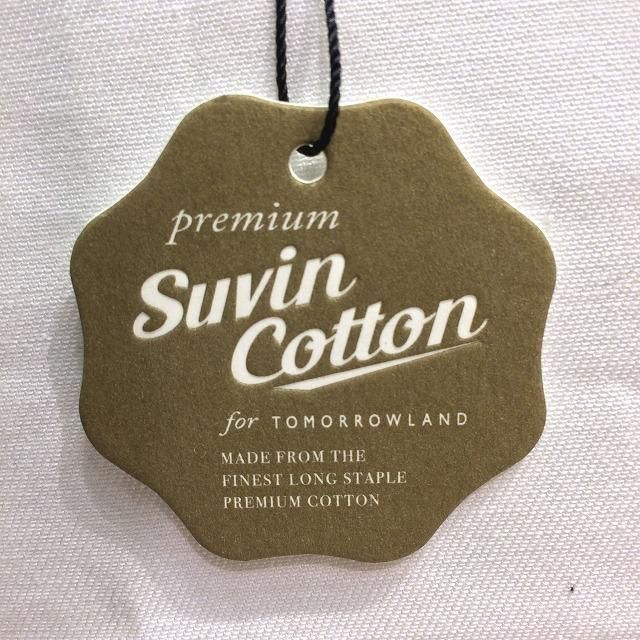 premium
Suvin
Cotton
for TOMORROWLAND
MADE FROM THE
FINEST LONG STAPLE
PREMIUM COTTON